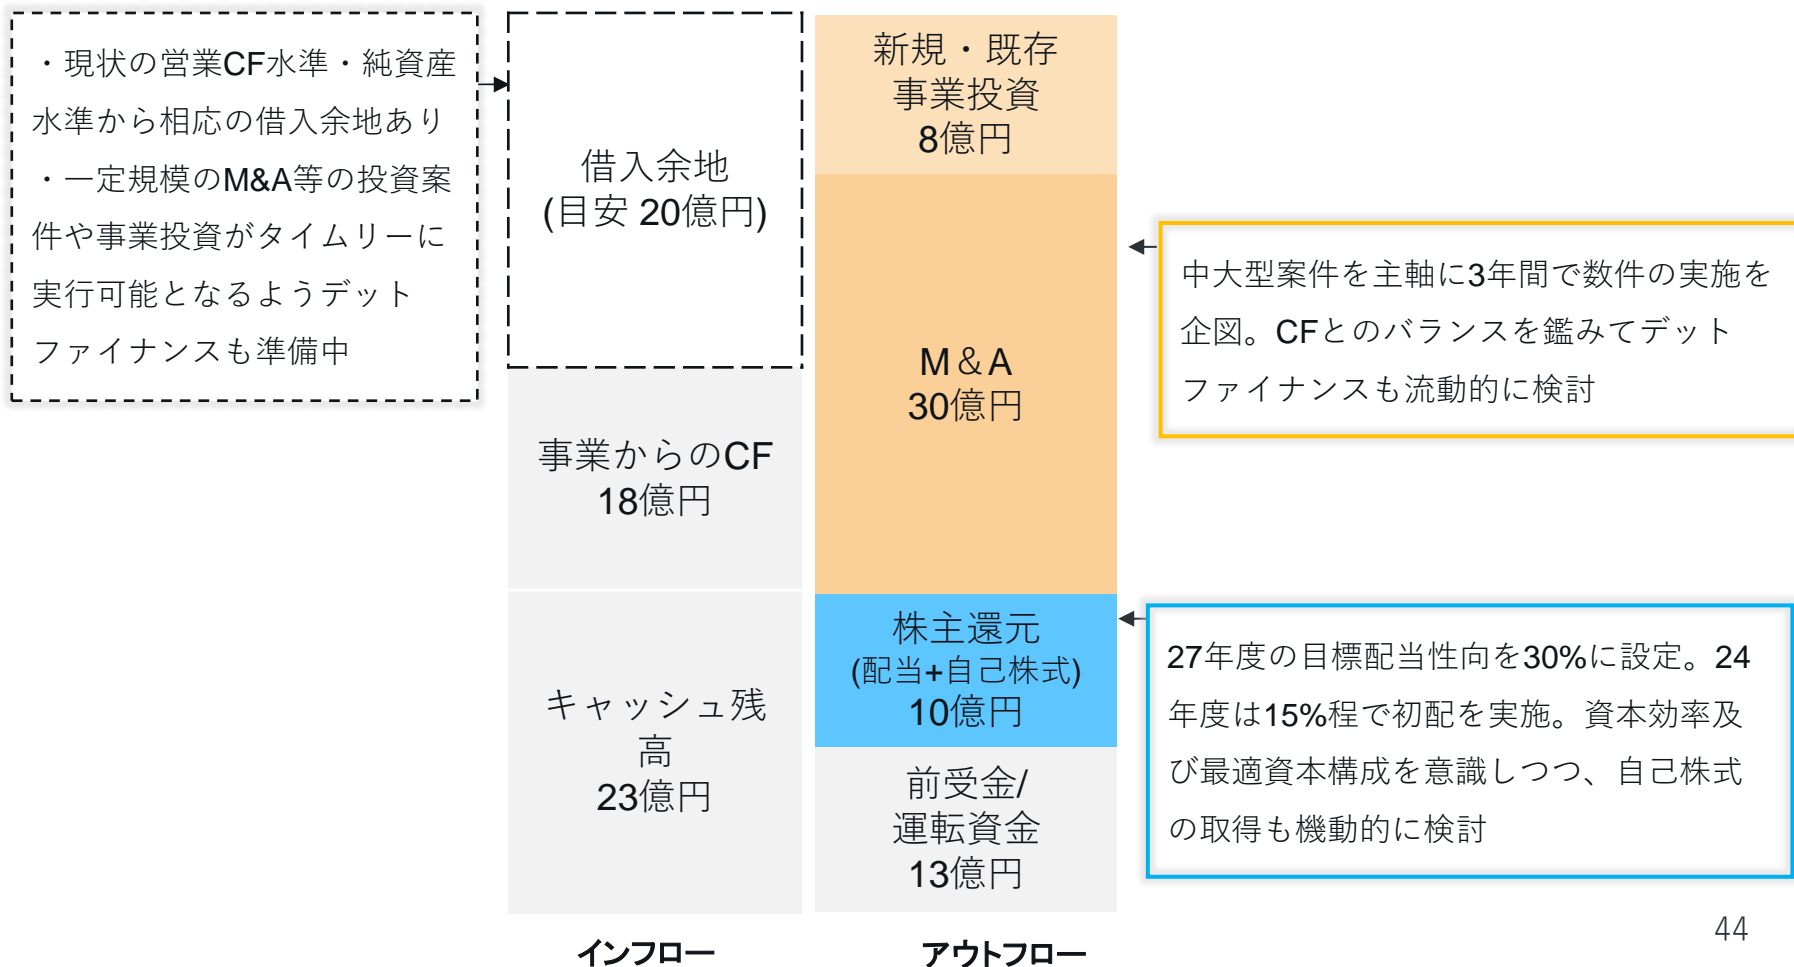 ・現状の営業CF水準・純資産
水準から相応の借入余地あり
・一定規模のM&A等の投資案
件や事業投資がタイムリーに
実行可能となるようデット
ファイナンスも準備中
借入余地
(目安 20億円)
事業からのCF
18億円
キャッシュ残
高
23億円
インフロー
新規・既存
事業投資
8億円
M＆A
30億円
株主還元
(配当+自己株式)
10億円
前受金/
運転資金
13億円
アウトフロー
中大型案件を主軸に3年間で数件の実施を
企図。CFとのバランスを鑑みてデット
ファイナンスも流動的に検討
27年度の目標配当性向を30%に設定。24
年度は15%程で初配を実施。資本効率及
び最適資本構成を意識しつつ、自己株式
の取得も機動的に検討
44